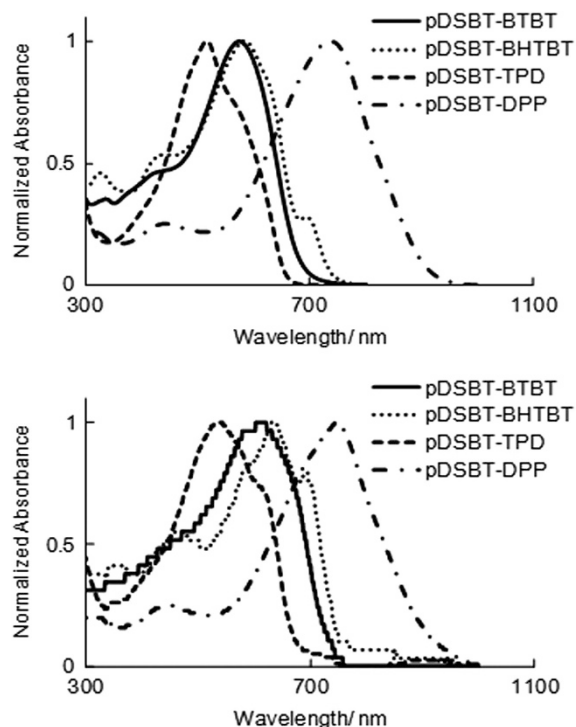 pDSBT-BTBT
pDSBT-BHTBT
pDSBT-TPD
pDSBT-DPP
Normalized Absorbance
1
0.5
0
300
700
1100
Wavelength/ nm
pDSBT-BTBT
pDSBT-BHTBT
pDSBT-TPD
pDSBT-DPP
Normalized Absorbance
1
0.5
0
300
700
1100
Wavelength/ nm